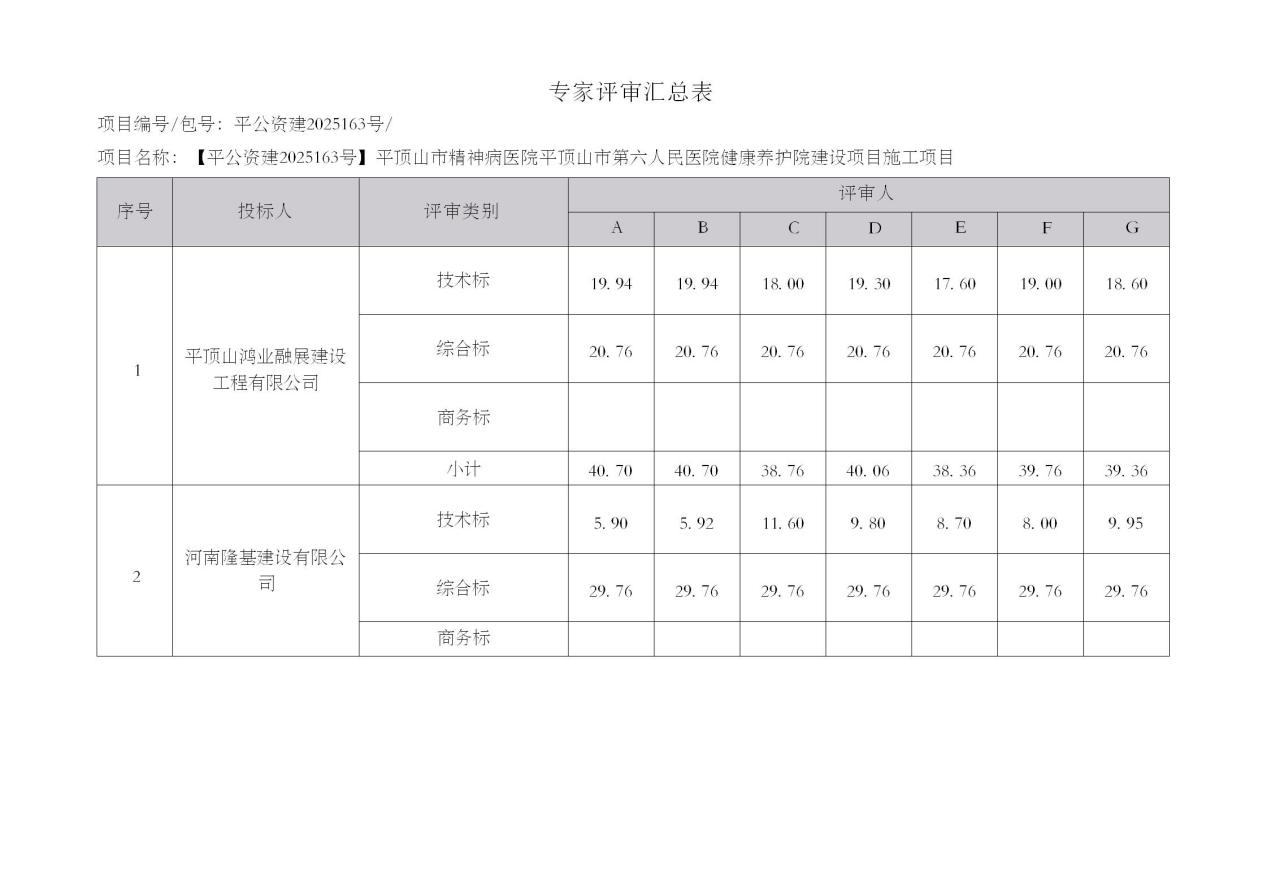 专家评审汇总表
项目编号/包号：平公资建2025163号/
项目名称：【平公资建2025163号】平顶山市精神病医院平顶山市第六人民医院健康养护院建设项目施工项目
序号 投标人 评审类别 评审人
A B C D E F G
1 平顶山鸿业融展建设工程有限公司 技术标 19.94 19.94 18.00 19.30 17.60 19.00 18.60
综合标 20.76 20.76 20.76 20.76 20.76 20.76 20.76
商务标
小计 40.70 40.70 38.76 40.06 38.36 39.76 39.36
2 河南隆基建设有限公司 技术标 5.90 5.92 11.60 9.80 8.70 8.00 9.95
综合标 29.76 29.76 29.76 29.76 29.76 29.76 29.76
商务标